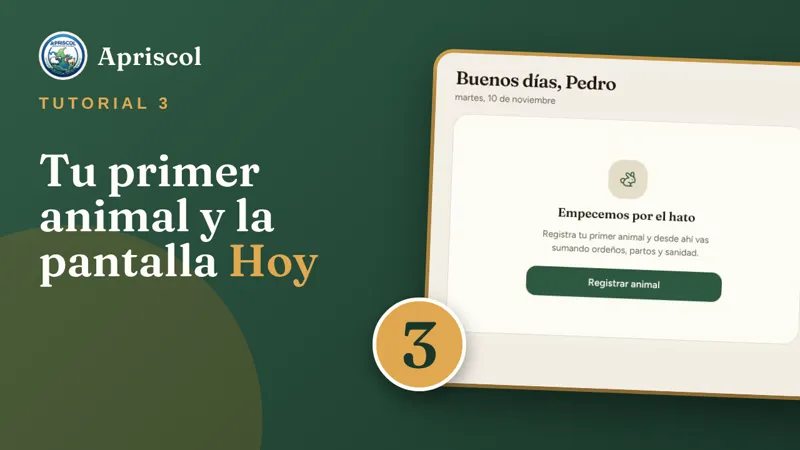 APRISCOL
Apriscol
TUTORIAL 3
Tu primer
animal y la
pantalla Hoy
Buenos días, Pedro
martes, 10 de noviembre
Empecemos por el hato
Registra tu primer animal y desde ahí vas
sumando ordeños, partos y sanidad.
Registrar animal
3